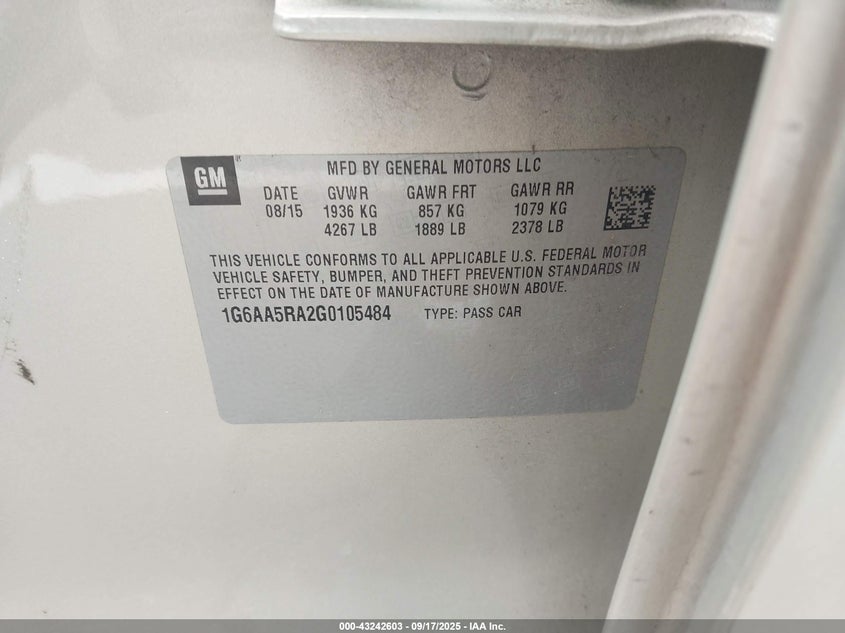 GM®
MFD BY GENERAL MOTORS LLC
DATE GVWR GAWR FRT GAWR RR
08/15 1936 KG 857 KG 1079 KG
4267 LB 1889 LB 2378 LB
THIS VEHICLE CONFORMS TO ALL APPLICABLE U.S. FEDERAL MOTOR
VEHICLE SAFETY, BUMPER, AND THEFT PREVENTION STANDARDS IN
EFFECT ON THE DATE OF MANUFACTURE SHOWN ABOVE.
1G6AA5RA2G0105484 TYPE: PASS CAR
000-43242603 - 09/17/2025 - IAA Inc.